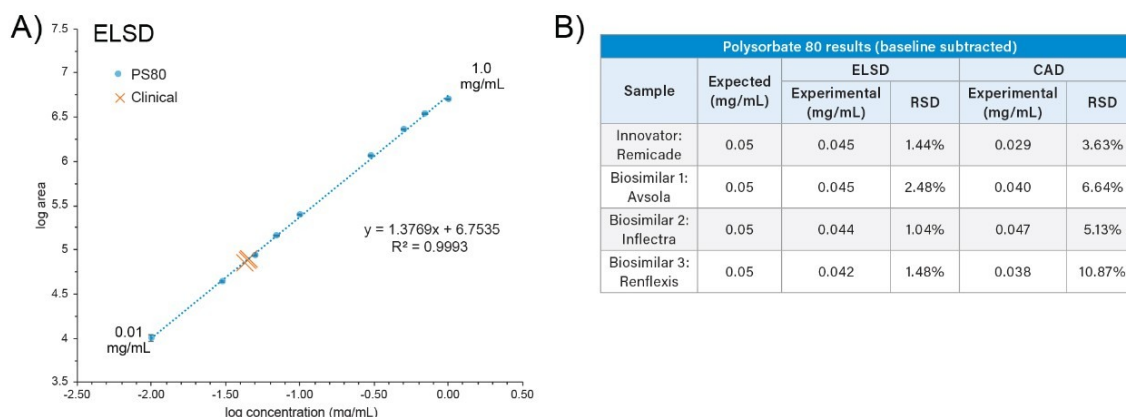 A) ELSD
PS80
Clinical
7.5
7
6.5
6
5.5
5
4.5
4
3.5
log area
1.0
mg/mL
y = 1.3769x + 6.7535
R² = 0.9993
0.01
mg/mL
-2.50 -2.00 -1.50 -1.00 -0.50 0.00 0.50
log concentration (mg/mL)
B)
Polysorbate 80 results (baseline subtracted)
Sample Expected (mg/mL) ELSD CAD
Experimental (mg/mL) RSD Experimental (mg/mL) RSD
Innovator: Remicade 0.05 0.045 1.44% 0.029 3.63%
Biosimilar 1: Avsola 0.05 0.045 2.48% 0.040 6.64%
Biosimilar 2: Inflectra 0.05 0.044 1.04% 0.047 5.13%
Biosimilar 3: Renflexis 0.05 0.042 1.48% 0.038 10.87%